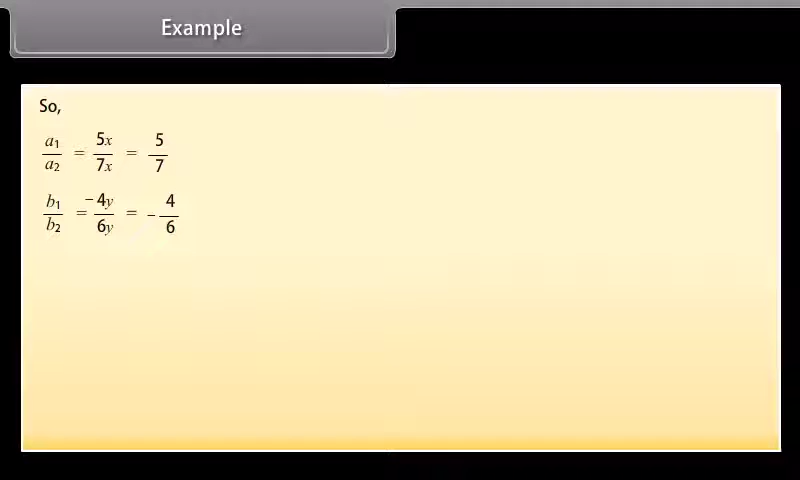 Example
So,
a₁/a₂ = 5x/7x = 5/7
b₁/b₂ = −4y/6y = −4/6